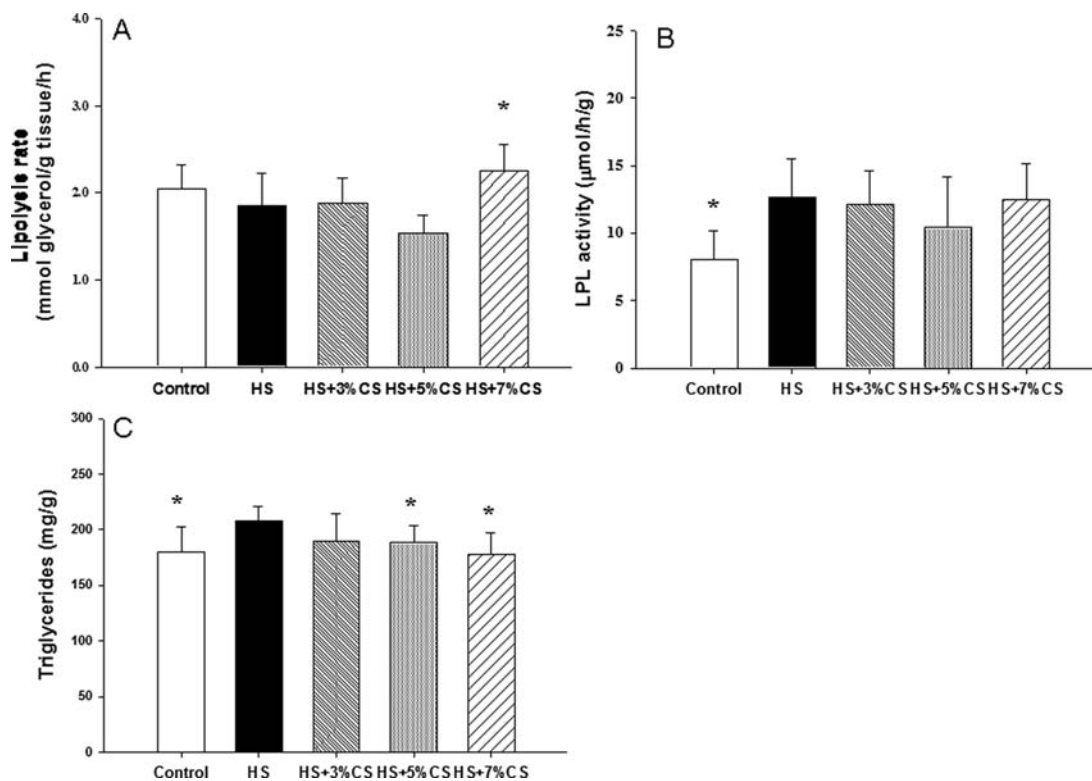 A
Lipolysis rate
(mmol glycerol/g tissue/h)
4.0
3.0
2.0
1.0
0.0
*
Control HS HS+3%CS HS+5%CS HS+7%CS
B
LPL activity (µmol/h/g)
25
20
15
10
5
0
*
Control HS HS+3%CS HS+5%CS HS+7%CS
C
Triglycerides (mg/g)
300
250
200
150
100
50
0
* * *
Control HS HS+3%CS HS+5%CS HS+7%CS